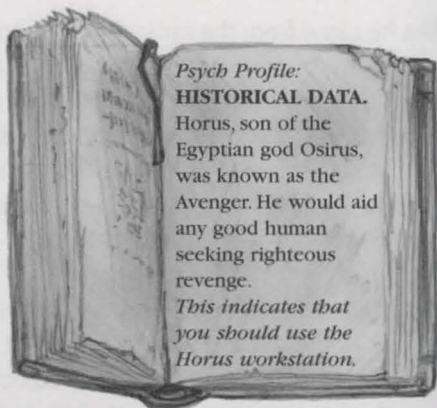 Psych Profile:
HISTORICAL DATA.
Horus, son of the
Egyptian god Osirus,
was known as the
Avenger. He would aid
any good human
seeking righteous
revenge.
This indicates that
you should use the
Horus workstation.